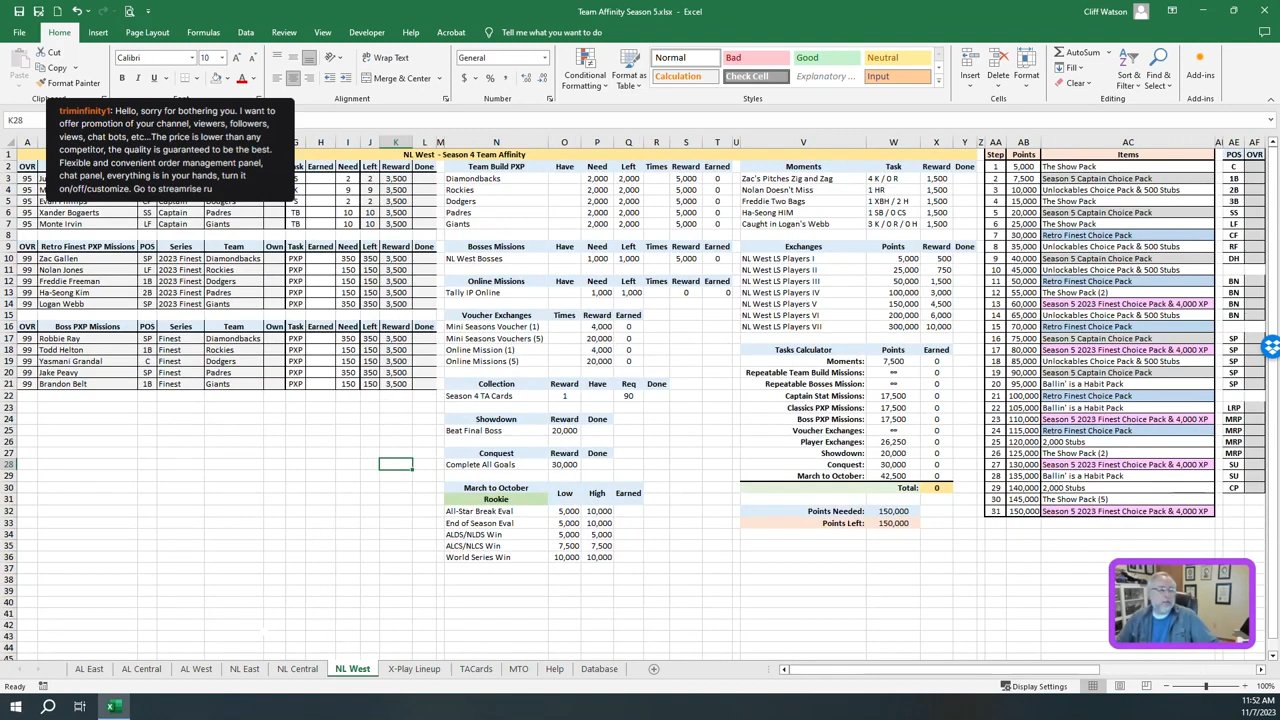 Team Affinity Season 5.xlsx - Excel
Cliff Watson
File Home Insert Page Layout Formulas Data Review View Developer Help Acrobat Tell me what you want to do
Cut
Copy
Format Painter
Paste
Calibri 10
B I U
Wrap Text
Merge & Center
General
Conditional Formatting
Format as Table
Normal Bad Good Neutral
Calculation Check Cell Explanatory ... Input
Insert Delete Format
AutoSum
Fill
Clear
Sort & Filter
Find & Select
Add-ins
Font Alignment Number Styles Cells Editing Add-ins
K28
triminfinity1: Hello, sorry for bothering you. I want to
offer promotion of your channel, viewers, followers,
views, chat bots, etc...The price is lower than any
competitor, the quality is guaranteed to be the best.
Flexible and convenient order management panel,
chat panel, everything is in your hands, turn it
on/off/customize. Go to streamrise ru
NL West - Season 4 Team Affinity
OVR Need Left Reward Done
95 2 2 3,500
95 K 9 9 3,500
95 2 2 3,500
95 Xander Bogaerts SS Captain Padres TB 10 10 3,500
95 Monte Irvin LF Captain Giants 10 10 3,500
OVR Retro Finest PXP Missions POS Series Team Own Task Earned Need Left Reward Done
99 Zac Gallen SP 2023 Finest Diamondbacks PXP 350 350 3,500
99 Nolan Jones LF 2023 Finest Rockies PXP 150 150 3,500
99 Freddie Freeman 1B 2023 Finest Dodgers PXP 150 150 3,500
99 Ha-Seong Kim 2B 2023 Finest Padres PXP 150 150 3,500
99 Logan Webb SP 2023 Finest Giants PXP 350 350 3,500
OVR Boss PXP Missions POS Series Team Own Task Earned Need Left Reward Done
99 Robbie Ray SP Finest Diamondbacks PXP 350 350 3,500
99 Todd Helton 1B Finest Rockies PXP 150 150 3,500
99 Yasmani Grandal C Finest Dodgers PXP 150 150 3,500
99 Jake Peavy SP Finest Padres PXP 350 350 3,500
99 Brandon Belt 1B Finest Giants PXP 150 150 3,500
Team Build PXP Have Need Left Times Reward Earned
Diamondbacks 2,000 2,000 5,000 0
Rockies 2,000 2,000 5,000 0
Dodgers 2,000 2,000 5,000 0
Padres 2,000 2,000 5,000 0
Giants 2,000 2,000 5,000 0
Bosses Missions Have Need Left Times Reward Earned
NL West Bosses 1,000 1,000 5,000 0
Online Missions Have Need Left Times Reward Earned
Tally IP Online 1,000 1,000 0 0
Voucher Exchanges Times Reward Earned
Mini Seasons Voucher (1) 4,000 0
Mini Seasons Vouchers (5) 20,000 0
Online Mission (1) 4,000 0
Online Missions (5) 20,000 0
Collection Reward Have Req Done
Season 4 TA Cards 1 90
Showdown Reward Done
Beat Final Boss 20,000
Conquest Reward Done
Complete All Goals 30,000
March to October Low High Earned
Rookie
All-Star Break Eval 5,000 10,000
End of Season Eval 5,000 10,000
ALDS/NLDS Win 5,000 5,000
ALCS/NLCS Win 7,500 7,500
World Series Win 10,000 10,000
Moments Task Reward Done
Zac's Pitches Zig and Zag 4 K / 0 R 1,500
Nolan Doesn't Miss 1 HR 1,500
Freddie Two Bags 1 XBH / 2 H 1,500
Ha-Seong HIM 1 SB / 0 CS 1,500
Caught in Logan's Webb 3 K / 0 R / 0 H 1,500
Exchanges Points Reward Done
NL West LS Players I 5,000 500
NL West LS Players II 25,000 750
NL West LS Players III 50,000 1,500
NL West LS Players IV 100,000 3,000
NL West LS Players V 150,000 4,500
NL West LS Players VI 200,000 6,000
NL West LS Players VII 300,000 10,000
Tasks Calculator Points Earned
Moments: 7,500 0
Repeatable Team Build Missions: ∞ 0
Repeatable Bosses Mission: ∞ 0
Captain Stat Missions: 17,500 0
Classics PXP Missions: 17,500 0
Boss PXP Missions: 17,500 0
Voucher Exchanges: ∞ 0
Player Exchanges: 26,250 0
Showdown: 20,000 0
Conquest: 30,000 0
March to October: 42,500 0
Total: 0
Points Needed: 150,000
Points Left: 150,000
Step Points Items
1 5,000 The Show Pack
2 7,500 Season 5 Captain Choice Pack
3 10,000 Unlockables Cowbells & 500 Stubs
4 15,000 The Show Pack
5 20,000 Season 5 Captain Choice Pack
6 25,000 The Show Pack
7 30,000 Retro Finest Choice Pack
8 35,000 Unlockables Cowbells & 500 Stubs
9 40,000 Season 5 Captain Choice Pack
10 45,000 Unlockables Cowbells & 500 Stubs
11 50,000 Retro Finest Choice Pack
12 55,000 The Show Pack (2)
13 60,000 Season 5 2023 Finest Choice Pack & 4,000 XP
14 65,000 Unlockables Cowbells & 500 Stubs
15 70,000 Retro Finest Choice Pack
16 75,000 Season 5 Captain Choice Pack
17 80,000 Season 5 2023 Finest Choice Pack & 4,000 XP
18 85,000 Unlockables Cowbells & 500 Stubs
19 90,000 Season 5 Captain Choice Pack
20 95,000 Ballin' is a Habit Pack
21 100,000 Retro Finest Choice Pack
22 105,000 Ballin' is a Habit Pack
23 110,000 Season 5 2023 Finest Choice Pack & 4,000 XP
24 115,000 Retro Finest Choice Pack
25 120,000 2,000 Stubs
26 125,000 The Show Pack (2)
27 130,000 Season 5 2023 Finest Choice Pack & 4,000 XP
28 135,000 Ballin' is a Habit Pack
29 140,000 2,000 Stubs
30 145,000 The Show Pack (5)
31 150,000 Season 5 2023 Finest Choice Pack & 4,000 XP
POS OVR
C
1B
2B
3B
SS
LF
CF
RF
DH
BN
BN
BN
BN
SP
SP
SP
SP
SP
LRP
MRP
MRP
MRP
MRP
SU
SU
CP
AL East AL Central AL West NL East NL Central NL West X-Play Lineup TACards MTO Help Database
Ready
Display Settings
100%
11:52 AM
11/7/2023